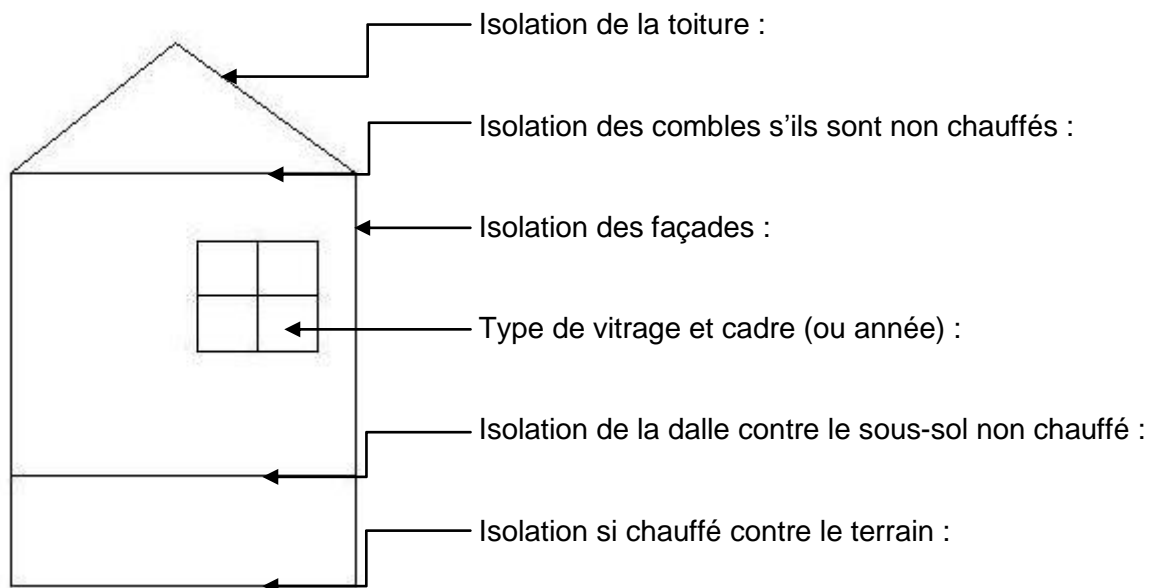 Isolation de la toiture :
Isolation des combles s’ils sont non chauffés :
Isolation des façades :
Type de vitrage et cadre (ou année) :
Isolation de la dalle contre le sous-sol non chauffé :
Isolation si chauffé contre le terrain :